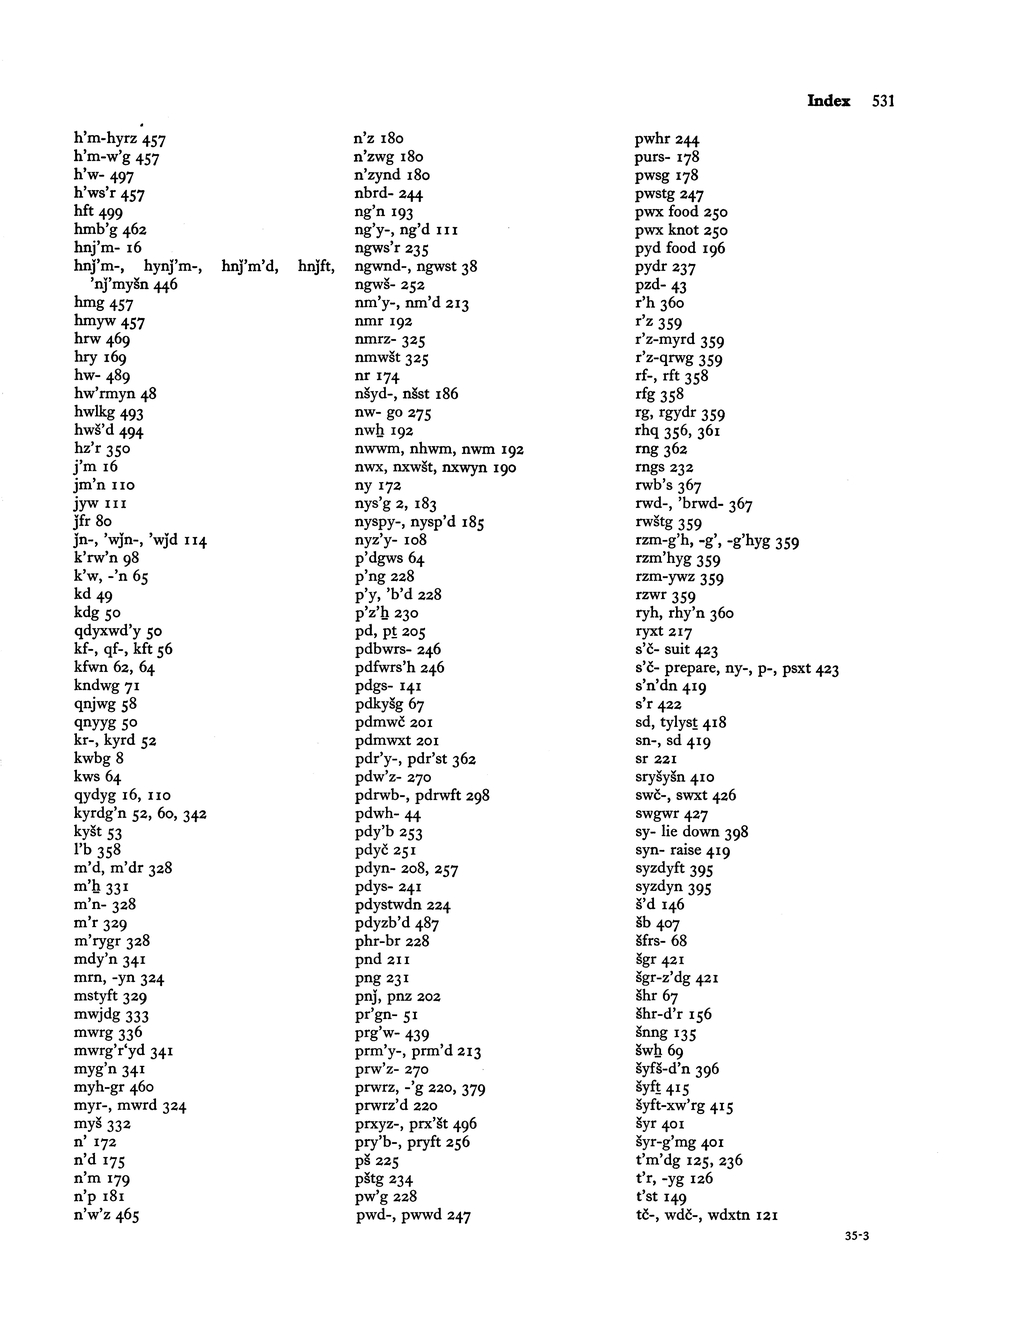 Index 531
h’m-hyrz 457
h’m-w’g 457
h’w- 497
h’ws’r 457
hft 499
hmb’g 462
hnj’m- 16
hnǰ’m-, hynǰ’m-, hnǰ’m’d, hnǰft,
’nǰ’myšn 446
hmg 457
hmyw 457
hrw 469
hry 169
hw- 489
hw’rmyn 48
hwlkg 493
hwš’d 494
hz’r 350
j’m 16
jm’n 110
jyw 111
ǰfr 80
ǰn-, ’wǰn-, ’wǰd 114
k’rw’n 98
k’w, -’n 65
kd 49
kdg 50
qdyxwd’y 50
kf-, qf-, kft 56
kfwn 62, 64
kndwg 71
qnjwg 58
qnyyg 50
kr-, kyrd 52
kwbg 8
kws 64
qydyg 16, 110
kyrdg’n 52, 60, 342
kyšt 53
l’b 358
m’d, m’dr 328
m’ẖ 331
m’n- 328
m’r 329
m’rygr 328
mdy’n 341
mrn, -yn 324
mstyft 329
mwjdg 333
mwrg 336
mwrg’r‘yd 341
myg’n 341
myh-gr 460
myr-, mwrd 324
myš 332
n’ 172
n’d 175
n’m 179
n’p 181
n’w’z 465
n’z 180
n’zwg 180
n’zynd 180
nbrd- 244
ng’n 193
ng’y-, ng’d 111
ngws’r 235
ngwnd-, ngwst 38
ngwš- 252
nm’y-, nm’d 213
nmr 192
nmrz- 325
nmwšt 325
nr 174
nšyd-, nšst 186
nw- go 275
nwẖ 192
nwwm, nhwm, nwm 192
nwx, nxwšt, nxwyn 190
ny 172
nys’g 2, 183
nyspy-, nysp’d 185
nyz’y- 108
p’dgws 64
p’ng 228
p’y, ’b’d 228
p’z’ẖ 230
pd, pṯ 205
pdbwrs- 246
pdfwrs’h 246
pdgs- 141
pdkyšg 67
pdmwč 201
pdmwxt 201
pdr’y-, pdr’st 362
pdw’z- 270
pdrwb-, pdrwft 298
pdwh- 44
pdy’b 253
pdyč 251
pdyn- 208, 257
pdys- 241
pdystwdn 224
pdyzb’d 487
phr-br 228
pnd 211
png 231
pnǰ, pnz 202
pr’gn- 51
prg’w- 439
prm’y-, prm’d 213
prw’z- 270
prwrz, -’g 220, 379
prwrz’d 220
prxyz-, prx’št 496
pry’b-, pryft 256
pš 225
pštg 234
pw’g 228
pwd-, pwwd 247
pwhr 244
purs- 178
pwsg 178
pwstg 247
pwx food 250
pwx knot 250
pyd food 196
pydr 237
pzd- 43
r’h 360
r’z 359
r’z-myrd 359
r’z-qrwg 359
rf-, rft 358
rfg 358
rg, rgydr 359
rhq 356, 361
rng 362
rngs 232
rwb’s 367
rwd-, ’brwd- 367
rwštg 359
rzm-g’h, -g’, -g’hyg 359
rzm’hyg 359
rzm-ywz 359
rzwr 359
ryh, rhy’n 360
ryxt 217
s’č- suit 423
s’č- prepare, ny-, p-, psxt 423
s’n’dn 419
s’r 422
sd, tylysṯ 418
sn-, sd 419
sr 221
sryšyšn 410
swč-, swxt 426
swgwr 427
sy- lie down 398
syn- raise 419
syzdyft 395
syzdyn 395
š’d 146
šb 407
šfrs- 68
šgr 421
šgr-z’dg 421
šhr 67
šhr-d’r 156
šnng 135
šwẖ 69
šyfš-d’n 396
šyfṯ 415
šyft-xw’rg 415
šyr 401
šyr-g’mg 401
t’m’dg 125, 236
t’r, -yg 126
t’st 149
tč-, wdč-, wdxtn 121
35-3